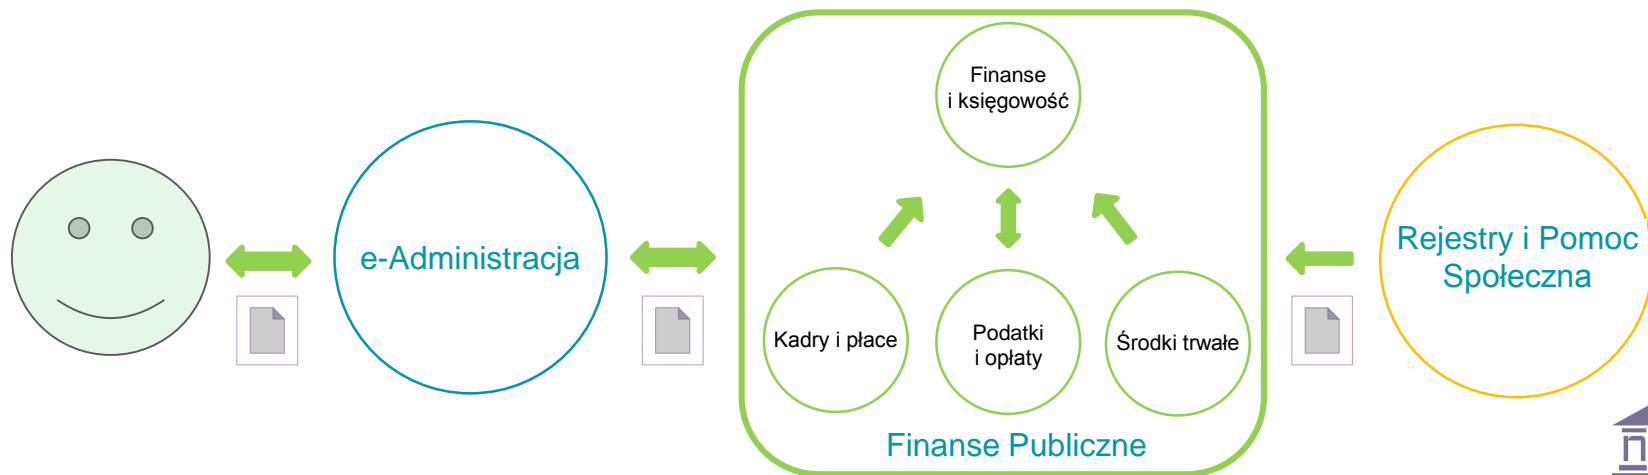 Finanse
i księgowość
e-Administracja
Rejestry i Pomoc
Społeczna
Kadry i płace
Podatki
i opłaty
Środki trwałe
Finanse Publiczne